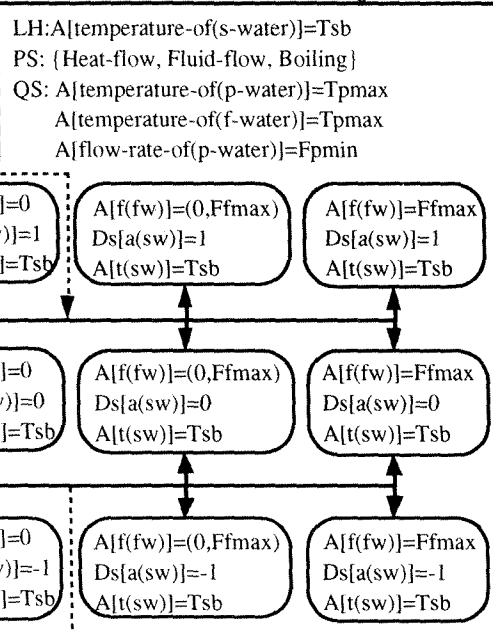 LH:A[temperature-of(s-water)]=Tsb
PS: {Heat-flow, Fluid-flow, Boiling}
QS: A[temperature-of(p-water)]=Tpmax
A[temperature-of(f-water)]=Tpmax
A[flow-rate-of(p-water)]=Fpmin
]=0
)]=1
]=Tsb
A[f(fw)]=(0,Ffmax)
Ds[a(sw)]=1
A[t(sw)]=Tsb
A[f(fw)]=Ffmax
Ds[a(sw)]=1
A[t(sw)]=Tsb
]=0
)]=0
]=Tsb
A[f(fw)]=(0,Ffmax)
Ds[a(sw)]=0
A[t(sw)]=Tsb
A[f(fw)]=Ffmax
Ds[a(sw)]=0
A[t(sw)]=Tsb
]=0
)]=-1
]=Tsb
A[f(fw)]=(0,Ffmax)
Ds[a(sw)]=-1
A[t(sw)]=Tsb
A[f(fw)]=Ffmax
Ds[a(sw)]=-1
A[t(sw)]=Tsb